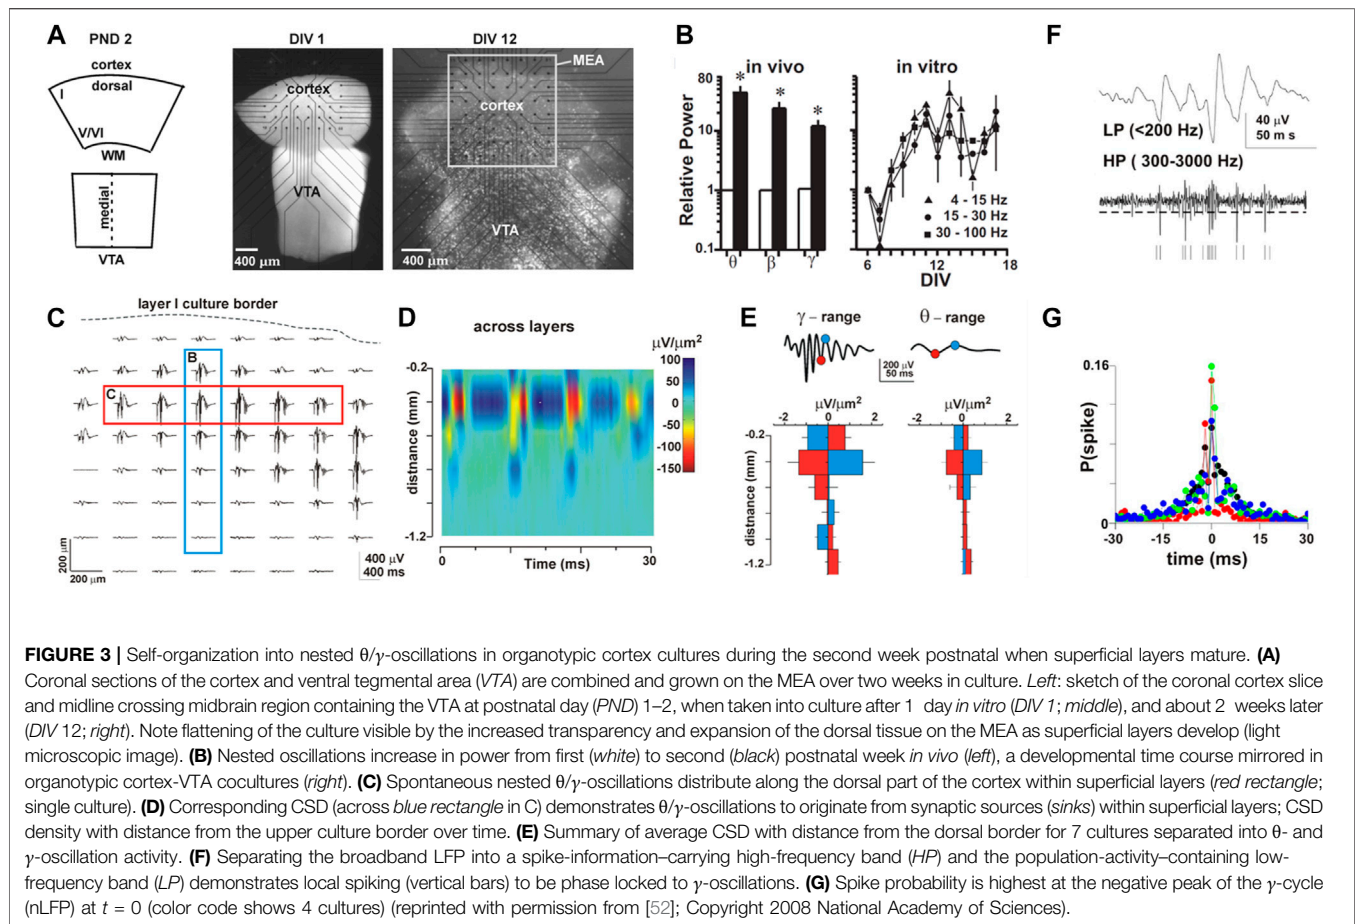 A
PND 2
cortex
dorsal
I
V/VI
WM
medial
VTA
DIV 1
cortex
VTA
400 μm
DIV 12
MEA
cortex
VTA
400 μm
B
in vivo
in vitro
Relative Power
80
10
1
0.1
* * *
θ β γ
4 - 15 Hz
15 - 30 Hz
30 - 100 Hz
6 9 12 15 18
DIV
F
40 μV
50 m s
LP (<200 Hz)
HP ( 300-3000 Hz)
C
layer I culture border
B
C
200 μm
200 μm
400 μV
400 ms
D
across layers
μV/μm²
100
50
0
-50
-100
-150
-0.2
distnance (mm)
-1.2
0 Time (ms) 30
E
γ – range
θ – range
200 μV
50 ms
μV/μm²
μV/μm²
-2 0 2
-2 0 2
-0.2
distnance (mm)
-1.2
G
0.16
P(spike)
0
-30 -15 0 15 30
time (ms)
FIGURE 3 | Self-organization into nested θ/γ-oscillations in organotypic cortex cultures during the second week postnatal when superficial layers mature. (A)
Coronal sections of the cortex and ventral tegmental area (VTA) are combined and grown on the MEA over two weeks in culture. Left: sketch of the coronal cortex slice
and midline crossing midbrain region containing the VTA at postnatal day (PND) 1–2, when taken into culture after 1 day in vitro (DIV 1; middle), and about 2 weeks later
(DIV 12; right). Note flattening of the culture visible by the increased transparency and expansion of the dorsal tissue on the MEA as superficial layers develop (light
microscopic image). (B) Nested oscillations increase in power from first (white) to second (black) postnatal week in vivo (left), a developmental time course mirrored in
organotypic cortex-VTA cocultures (right). (C) Spontaneous nested θ/γ-oscillations distribute along the dorsal part of the cortex within superficial layers (red rectangle;
single culture). (D) Corresponding CSD (across blue rectangle in C) demonstrates θ/γ-oscillations to originate from synaptic sources (sinks) within superficial layers; CSD
density with distance from the upper culture border over time. (E) Summary of average CSD with distance from the dorsal border for 7 cultures separated into θ- and
γ-oscillation activity. (F) Separating the broadband LFP into a spike-information–carrying high-frequency band (HP) and the population-activity–containing low-
frequency band (LP) demonstrates local spiking (vertical bars) to be phase locked to γ-oscillations. (G) Spike probability is highest at the negative peak of the γ-cycle
(nLFP) at t = 0 (color code shows 4 cultures) (reprinted with permission from [52]; Copyright 2008 National Academy of Sciences).